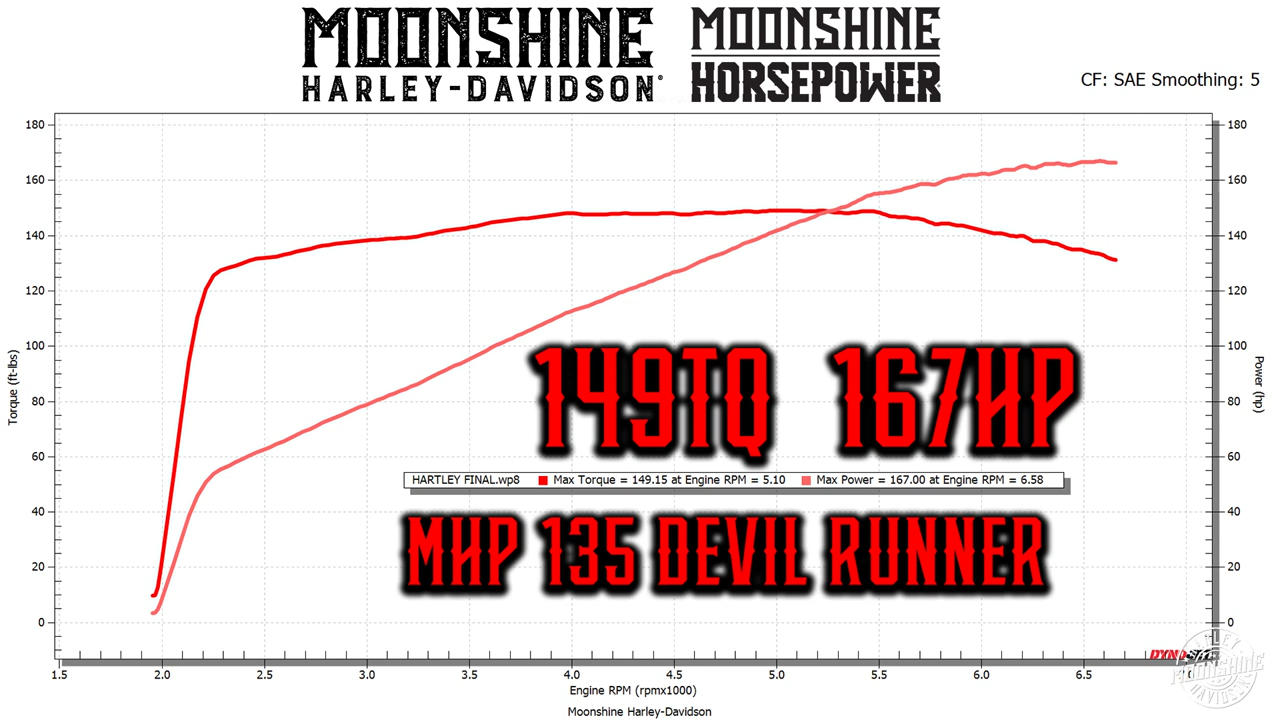 MOONSHINE
HARLEY-DAVIDSON
MOONSHINE
HORSEPOWER
CF: SAE Smoothing: 5
180
160
140
120
100
80
60
40
20
0
Torque (ft-lbs)
180
160
140
120
100
80
60
40
20
0
Power (hp)
149TQ 167HP
HARTLEY FINAL.wp8 Max Torque = 149.15 at Engine RPM = 5.10 Max Power = 167.00 at Engine RPM = 6.58
MHP 135 DEVIL RUNNER
1.5 2.0 2.5 3.0 3.5 4.0 4.5 5.0 5.5 6.0 6.5
Engine RPM (rpmx1000)
Moonshine Harley-Davidson
HARLEY
MOONSHINE
DAVIDSON